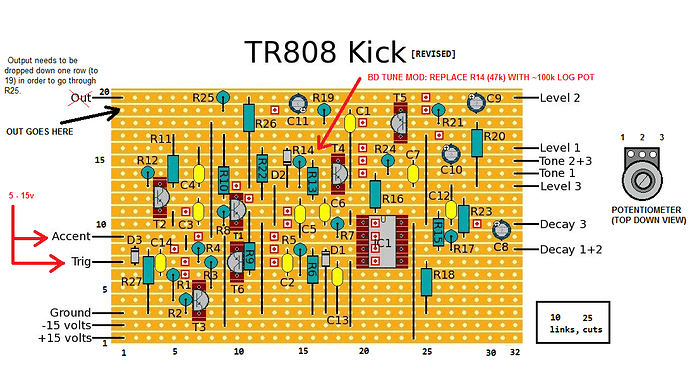 TR808 Kick [REVISED]
Output needs to be
dropped down one row (to
19) in order to go through
R25.
BD TUNE MOD: REPLACE R14 (47k) WITH ~100k LOG POT
Out
20
R25
C11
R19
C1
T5
C9
Level 2
OUT GOES HERE
R26
R21
R11
R20
15
R12
R14
T4
R24
C7
C10
Level 1
Tone 2+3
Tone 1
Level 3
C4
R10
R22
D2
R13
R16
1 2 3
POTENTIOMETER
(TOP DOWN VIEW)
5 - 15v
T2
C3
R8
T1
C5
C6
R7
U
IC1
C12
R23
10
Accent
Decay 3
D3
C14
R4
R9
R5
D1
R15
R17
C8
Decay 1+2
Trig
R27
R1
R3
T6
C2
R6
R18
5
R2
T3
C13
Ground
-15 volts
+15 volts
1
1 5 10 15 20 25 30 32
10 25
links, cuts